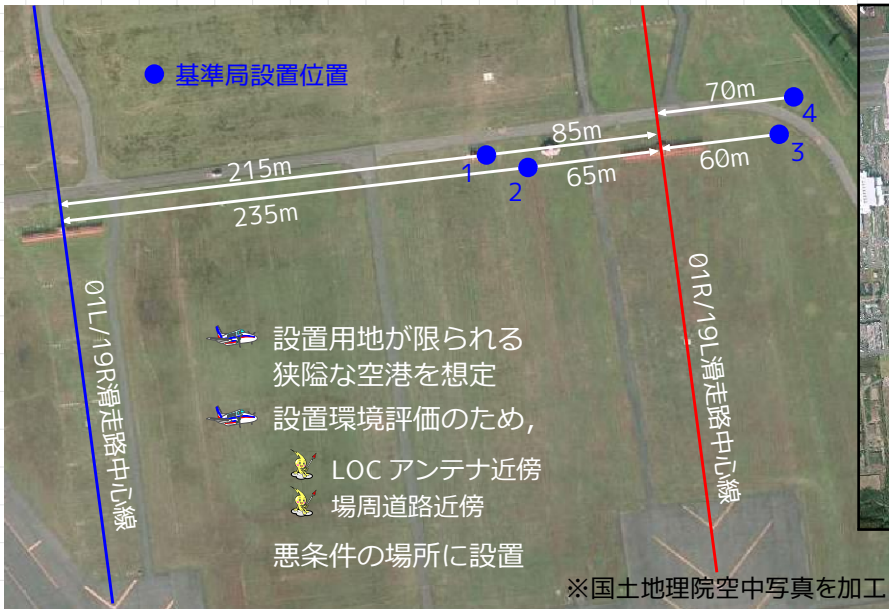 基準局設置位置
70m
4
85m
3
215m
1
60m
2
65m
235m
01L/19R滑走路中心線
01R/19L滑走路中心線
設置用地が限られる
狭隘な空港を想定
設置環境評価のため,
LOC アンテナ近傍
場周道路近傍
悪条件の場所に設置
※国土地理院空中写真を加工